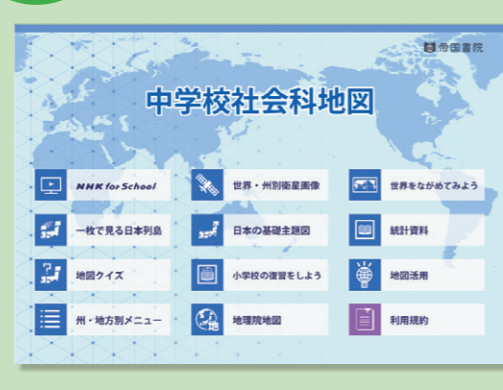 帝国書院
中学校社会科地図
NHK for School
世界・州別衛星画像
世界をながめてみよう
一枚で見る日本列島
日本の基礎主題図
統計資料
地図クイズ
小学校の復習をしよう
地図活用
州・地方別メニュー
地理院地図
利用規約